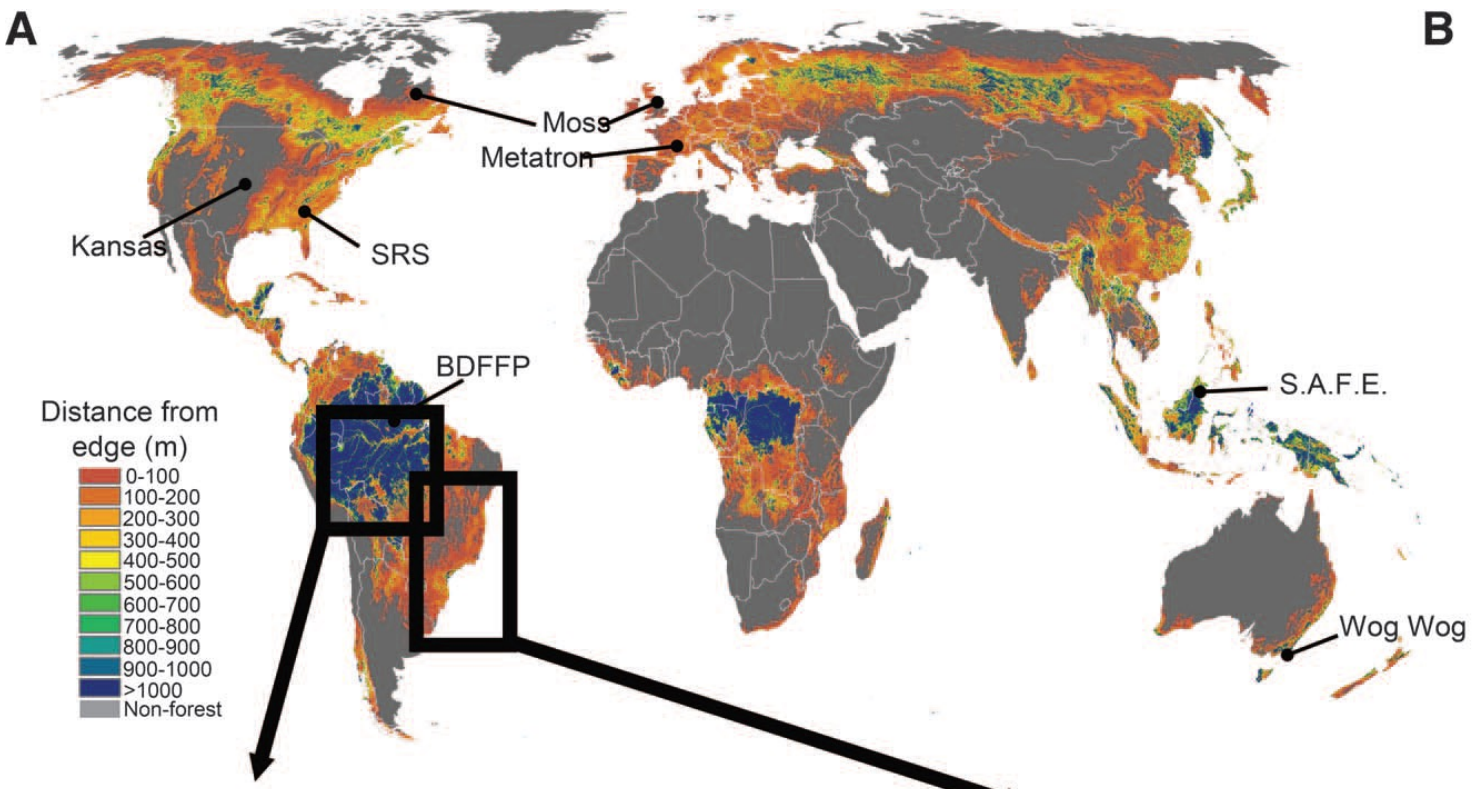 A
B
Moss
Metatron
Kansas
SRS
BDFFP
S.A.F.E.
Wog Wog
Distance from
edge (m)
0-100
100-200
200-300
300-400
400-500
500-600
600-700
700-800
800-900
900-1000
>1000
Non-forest